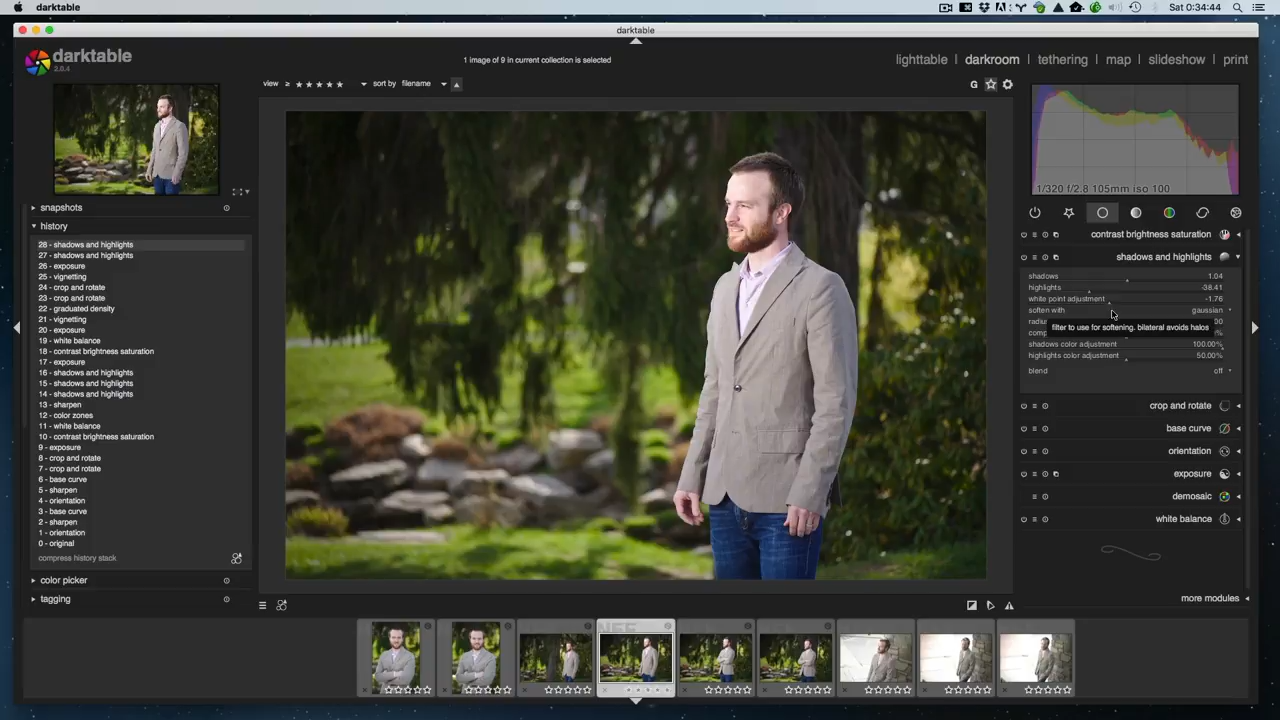 darktable
Sat 0:34:44
darktable
darktable
2.0.4
1 image of 9 in current collection is selected
lighttable | darkroom | tethering | map | slideshow | print
view ≥
sort by filename
G
1/320 f/2.8 105mm iso 100
snapshots
history
28 - shadows and highlights
27 - shadows and highlights
26 - exposure
25 - vignetting
24 - crop and rotate
23 - crop and rotate
22 - graduated density
21 - vignetting
20 - exposure
19 - white balance
18 - contrast brightness saturation
17 - exposure
16 - shadows and highlights
15 - shadows and highlights
14 - shadows and highlights
13 - sharpen
12 - color zones
11 - white balance
10 - contrast brightness saturation
9 - exposure
8 - crop and rotate
7 - crop and rotate
6 - base curve
5 - sharpen
4 - orientation
3 - base curve
2 - sharpen
1 - orientation
0 - original
compress history stack
color picker
tagging
contrast brightness saturation
shadows and highlights
shadows 1.04
highlights -38.41
white point adjustment -1.76
soften with gaussian
filter to use for softening. bilateral avoids halos
shadows color adjustment 100.00%
highlights color adjustment 50.00%
blend off
crop and rotate
base curve
orientation
exposure
demosaic
white balance
more modules